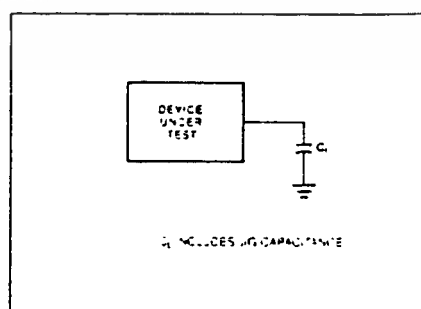 DEVICE
UNDER
TEST
CL
CL INCLUDES JIG CAPACITANCE